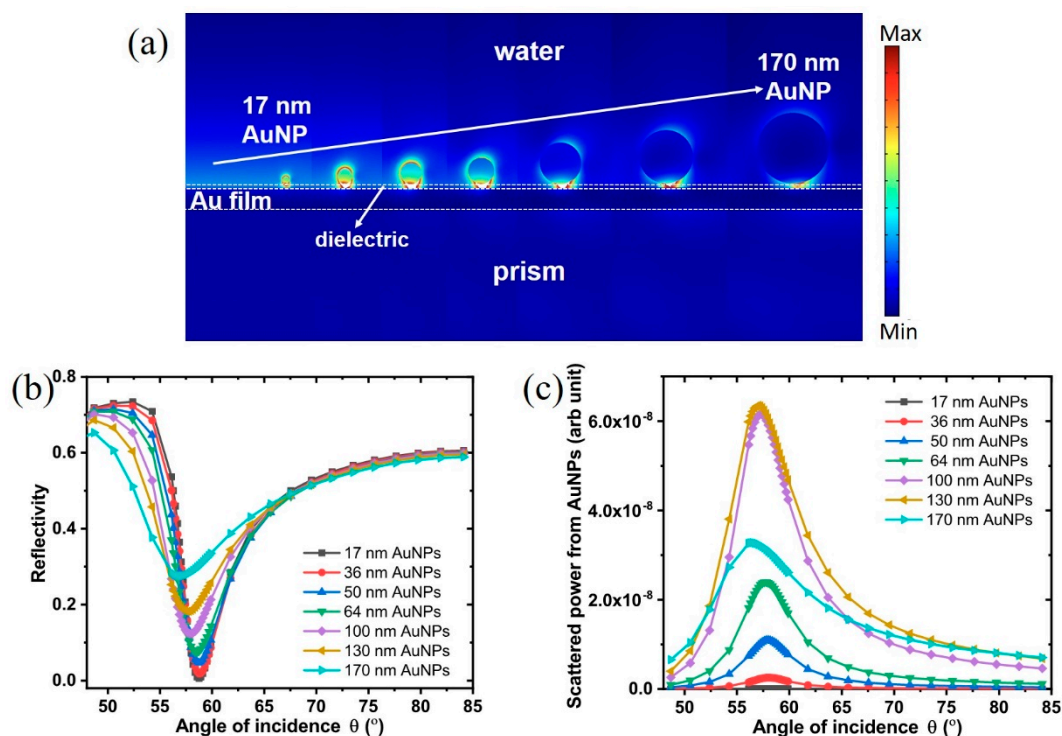 (a)
water
Max
17 nm
AuNP
170 nm
AuNP
Au film
dielectric
prism
Min
(b)
0.8
0.6
0.4
0.2
0.0
Reflectivity
17 nm AuNPs
36 nm AuNPs
50 nm AuNPs
64 nm AuNPs
100 nm AuNPs
130 nm AuNPs
170 nm AuNPs
50 55 60 65 70 75 80 85
Angle of incidence θ (º)
(c)
Scattered power from AuNPs (arb unit)
6.0x10⁻⁸
4.0x10⁻⁸
2.0x10⁻⁸
0.0
17 nm AuNPs
36 nm AuNPs
50 nm AuNPs
64 nm AuNPs
100 nm AuNPs
130 nm AuNPs
170 nm AuNPs
50 55 60 65 70 75 80 85
Angle of incidence θ (º)